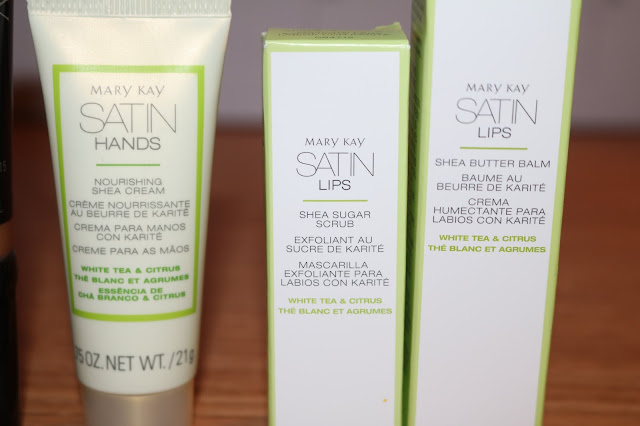 MARY KAY
SATIN
HANDS
NOURISHING
SHEA CREAM
CRÈME NOURRISSANTE
AU BEURRE DE KARITÉ
CREMA PARA MANOS
CON KARITÉ
CREME PARA AS MÃOS
WHITE TEA & CITRUS
THÉ BLANC ET AGRUMES
ESSÊNCIA DE
CHÁ BRANCO & CITRUS
OZ. NET WT. / 21g
MARY KAY
SATIN
LIPS
SHEA SUGAR
SCRUB
EXFOLIANT AU
SUCRE DE KARITÉ
MASCARILLA
EXFOLIANTE PARA
LABIOS CON KARITÉ
WHITE TEA & CITRUS
THÉ BLANC ET AGRUMES
MARY KAY
SATIN
LIPS
SHEA BUTTER BALM
BAUME AU
BEURRE DE KARITÉ
CREMA
HUMECTANTE PARA
LABIOS CON KARITÉ
WHITE TEA & CITRUS
THÉ BLANC ET AGRUMES